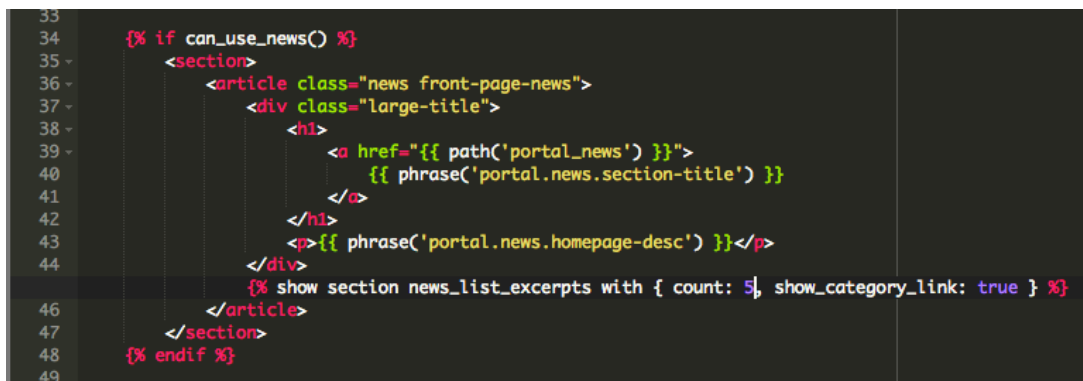 33
34 {% if can_use_news() %}
35 <section>
36 <article class="news front-page-news">
37 <div class="large-title">
38 <h1>
39 <a href="{{ path('portal_news') }}">
40 {{ phrase('portal.news.section-title') }}
41 </a>
42 </h1>
43 <p>{{ phrase('portal.news.homepage-desc') }}</p>
44 </div>
{% show section news_list_excerpts with { count: 5, show_category_link: true } %}
46 </article>
47 </section>
48 {% endif %}
49